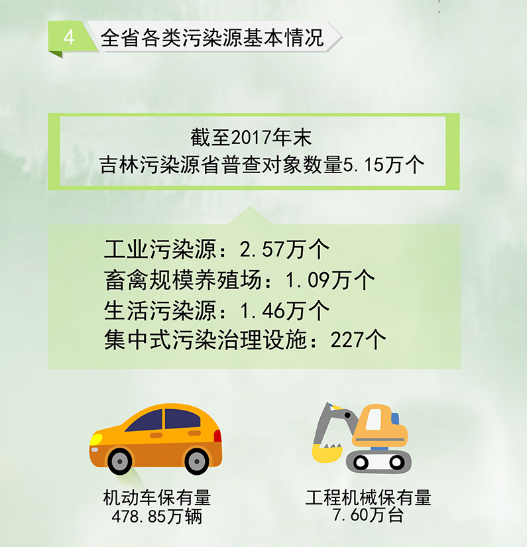 4 全省各类污染源基本情况
截至2017年末
吉林污染源省普查对象数量5.15万个
工业污染源：2.57万个
畜禽规模养殖场：1.09万个
生活污染源：1.46万个
集中式污染治理设施：227个
机动车保有量
478.85万辆
工程机械保有量
7.60万台